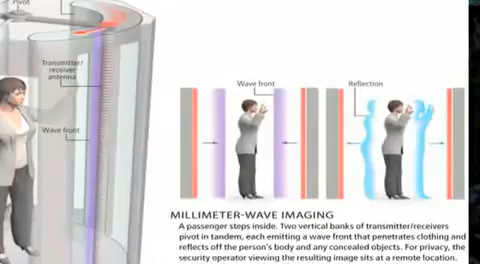 Pivot
Transmitter/
receiver
antenna
Wave front
Wave front
Reflection
MILLIMETER-WAVE IMAGING
A passenger steps inside. Two vertical banks of transmitter/receivers
pivot in tandem, each emitting a wave front that penetrates clothing and
reflects off the person's body and any concealed objects. For privacy, the
security operator viewing the resulting image sits at a remote location.